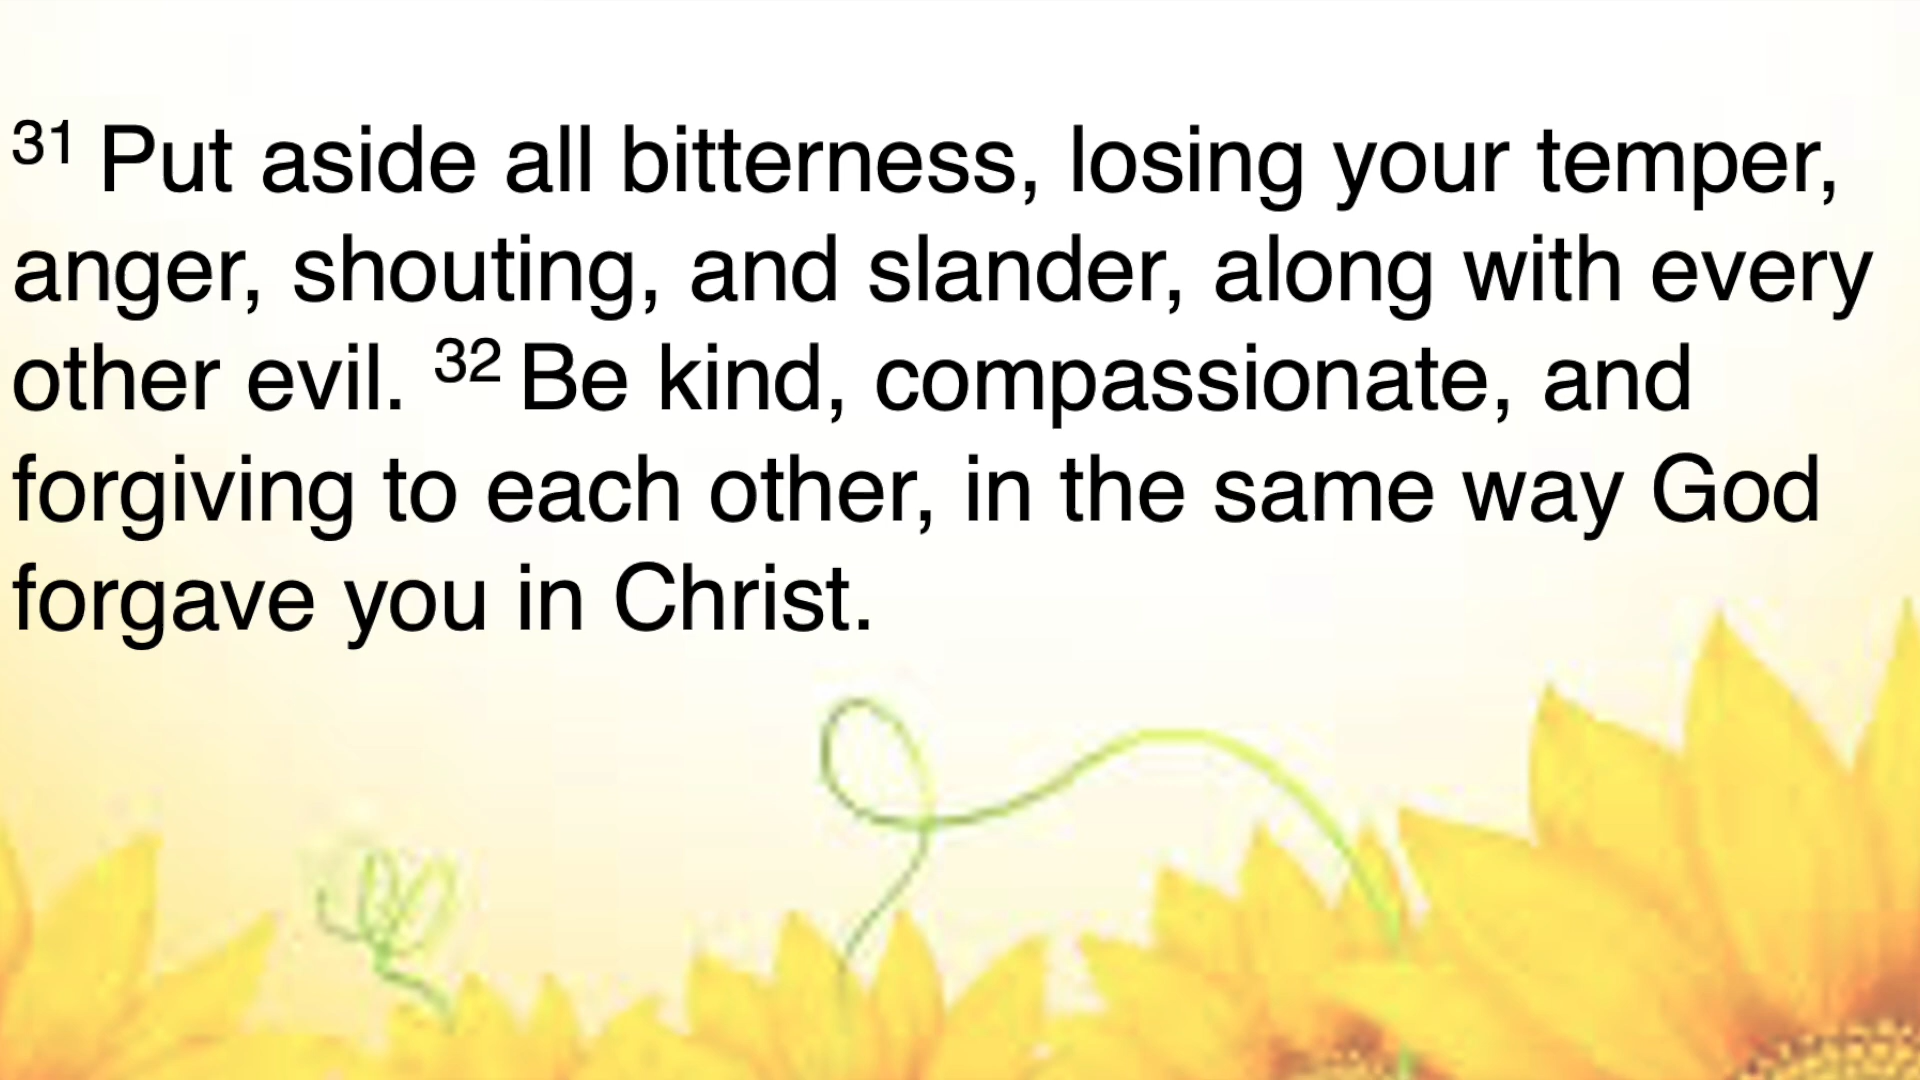 31 Put aside all bitterness, losing your temper,
anger, shouting, and slander, along with every
other evil. 32 Be kind, compassionate, and
forgiving to each other, in the same way God
forgave you in Christ.